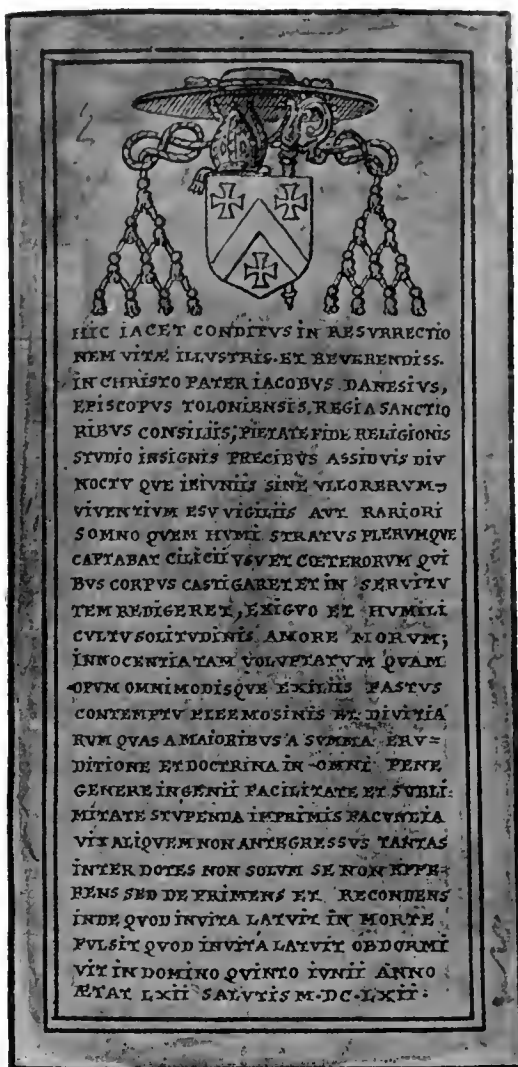 HIC IACET CONDITVS IN RESVRRECTIO
NEM VITÆ ILLVSTRIS· ET REVERENDISS.
IN CHRISTO PATER IACOBVS DANESIVS,
EPISCOPVS TOLONIENSIS, REGI A SANCTIO
RIBVS CONSILIIS; PIETATE FIDE RELIGIONIS
STVDIO INSIGNIS PRECIBVS ASSIDVIS DIV
NOCTV QVE IEIVNIIS SINE VLLO RERVM
VIVENTIVM ESV VIGILIIS AVT RARIORI
SOMNO QVEM HVMI STRATVS PLERVMQVE
CAPTABAT CILICII VSV ET CŒTERORVM QVI
BVS CORPVS CASTIGARET ET IN SERVITV
TEM REDIGERET, EXIGVO ET HVMILI
CVLTV SOLITVDINIS AMORE MORVM;
INNOCENTIA TAM VOLVPTATVM QVAM
OPVM OMNIMODISQVE EXILIIS FASTVS
CONTEMPTV ELEEMOSINIS ET DIVITIA
RVM QVAS A MAIORIBVS A SVMMA ERV=
DITIONE ET DOCTRINA IN OMNI PENE
GENERE INGENII FACILITATE ET SVBLI:
MITATE STVPENDA IMPRIMIS FACVNDIA
VIX ALIQVEM NON ANTEGRESSVS TANTAS
INTER DOTES NON SOLVM SE NON EFFE=
RENS SED DEPRIMENS ET RECONDENS
INDE QVOD IN VITA LATVIT IN MORTE
FVLSIT QVOD IN VITA LATVIT OBDORMI
VIT IN DOMINO QVINTO IVNII ANNO
ÆTAT LXII SALVTIS M·DC·LXII·